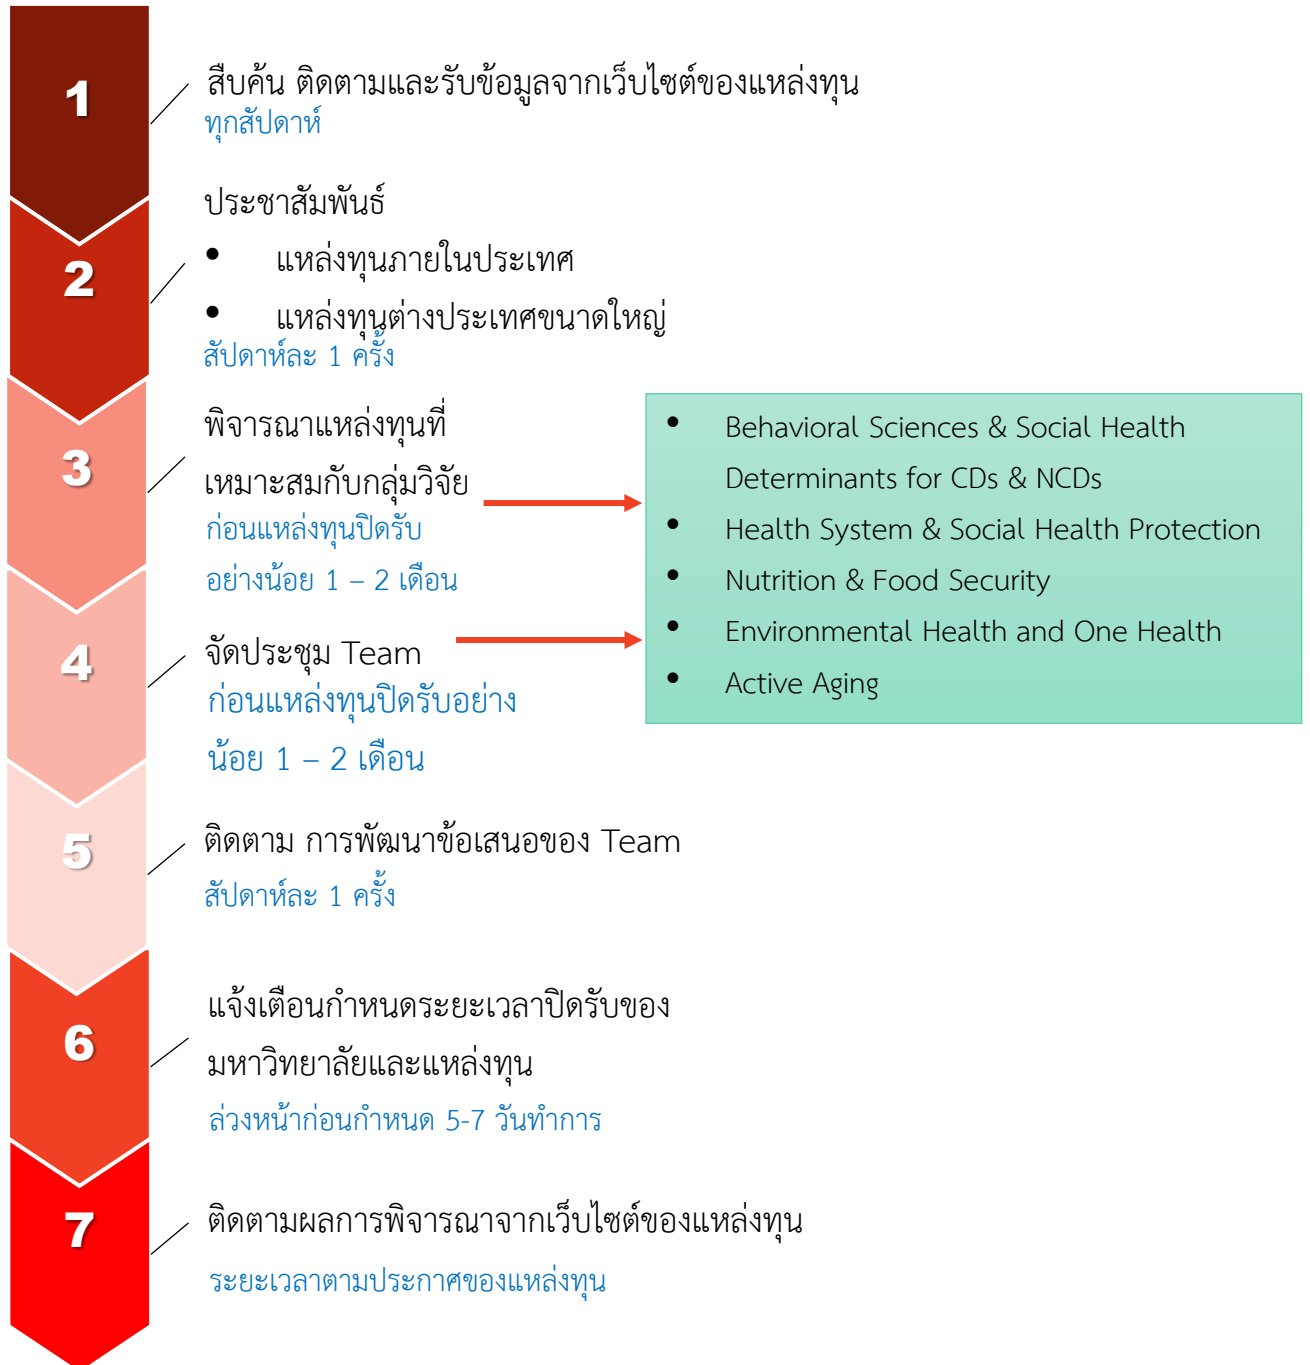 1
สืบค้น ติดตามและรับข้อมูลจากเว็บไซต์ของแหล่งทุน
ทุกสัปดาห์
2
ประชาสัมพันธ์
• แหล่งทุนภายในประเทศ
• แหล่งทุนต่างประเทศขนาดใหญ่
สัปดาห์ละ 1 ครั้ง
3
พิจารณาแหล่งทุนที่
เหมาะสมกับกลุ่มวิจัย
ก่อนแหล่งทุนปิดรับ
อย่างน้อย 1 – 2 เดือน
• Behavioral Sciences & Social Health
Determinants for CDs & NCDs
• Health System & Social Health Protection
• Nutrition & Food Security
• Environmental Health and One Health
• Active Aging
4
จัดประชุม Team
ก่อนแหล่งทุนปิดรับอย่าง
น้อย 1 – 2 เดือน
5
ติดตาม การพัฒนาข้อเสนอของ Team
สัปดาห์ละ 1 ครั้ง
6
แจ้งเตือนกำหนดระยะเวลาปิดรับของ
มหาวิทยาลัยและแหล่งทุน
ล่วงหน้าก่อนกำหนด 5-7 วันทำการ
7
ติดตามผลการพิจารณาจากเว็บไซต์ของแหล่งทุน
ระยะเวลาตามประกาศของแหล่งทุน